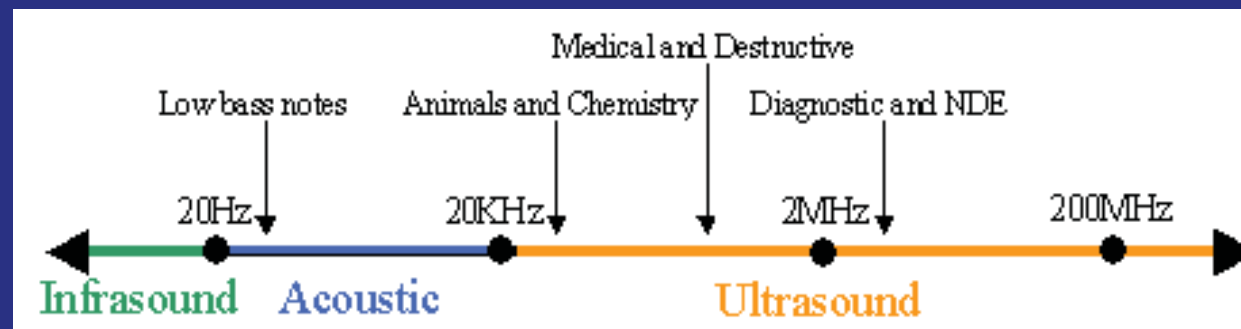 Medical and Destructive
Low bass notes
Animals and Chemistry
Diagnostic and NDE
20Hz
20KHz
2MHz
200MHz
Infrasound
Acoustic
Ultrasound